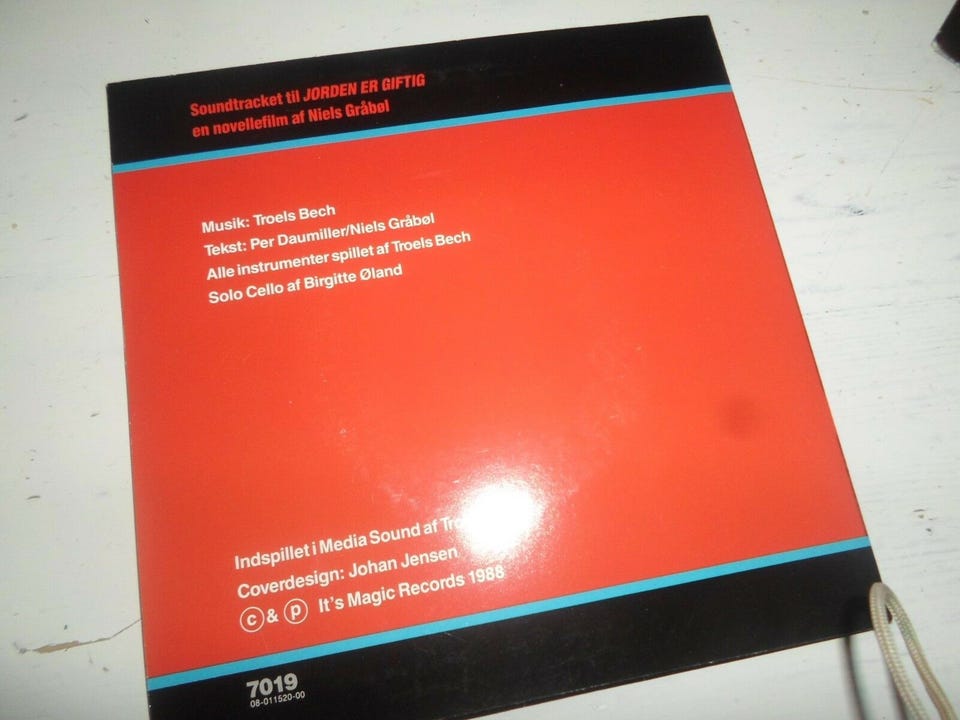 Soundtracket til JORDEN ER GIFTIG
en novellefilm af Niels Gråbøl
Musik: Troels Bech
Tekst: Per Daumiller/Niels Gråbøl
Alle instrumenter spillet af Troels Bech
Solo Cello af Birgitte Øland
Indspillet i Media Sound af
Coverdesign: Johan Jensen
c & p It's Magic Records 1988
7019
08-011520-00